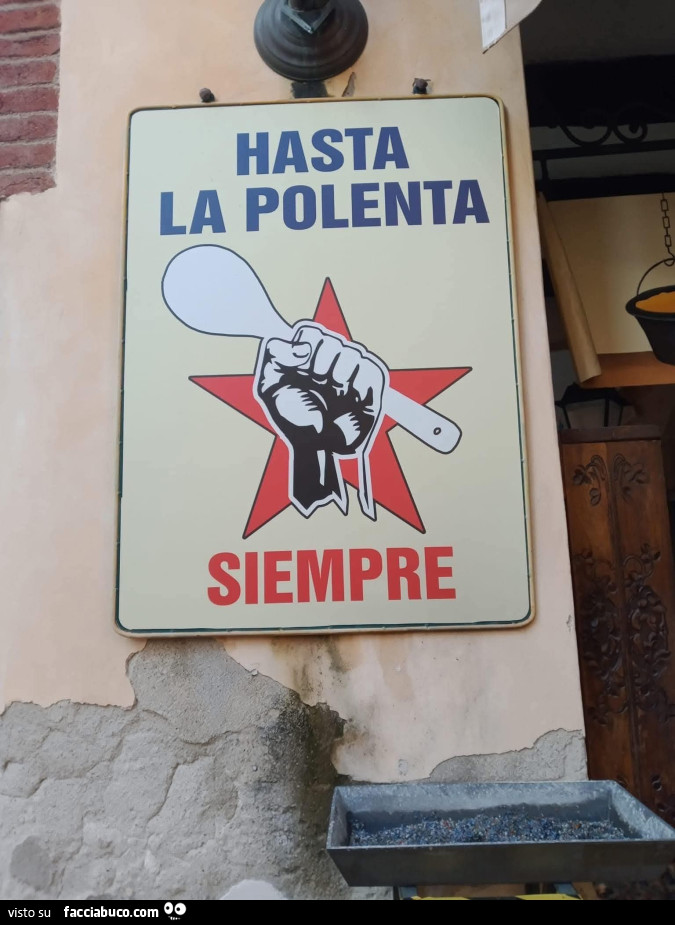 HASTA
LA POLENTA
SIEMPRE
visto su facciabuco.com